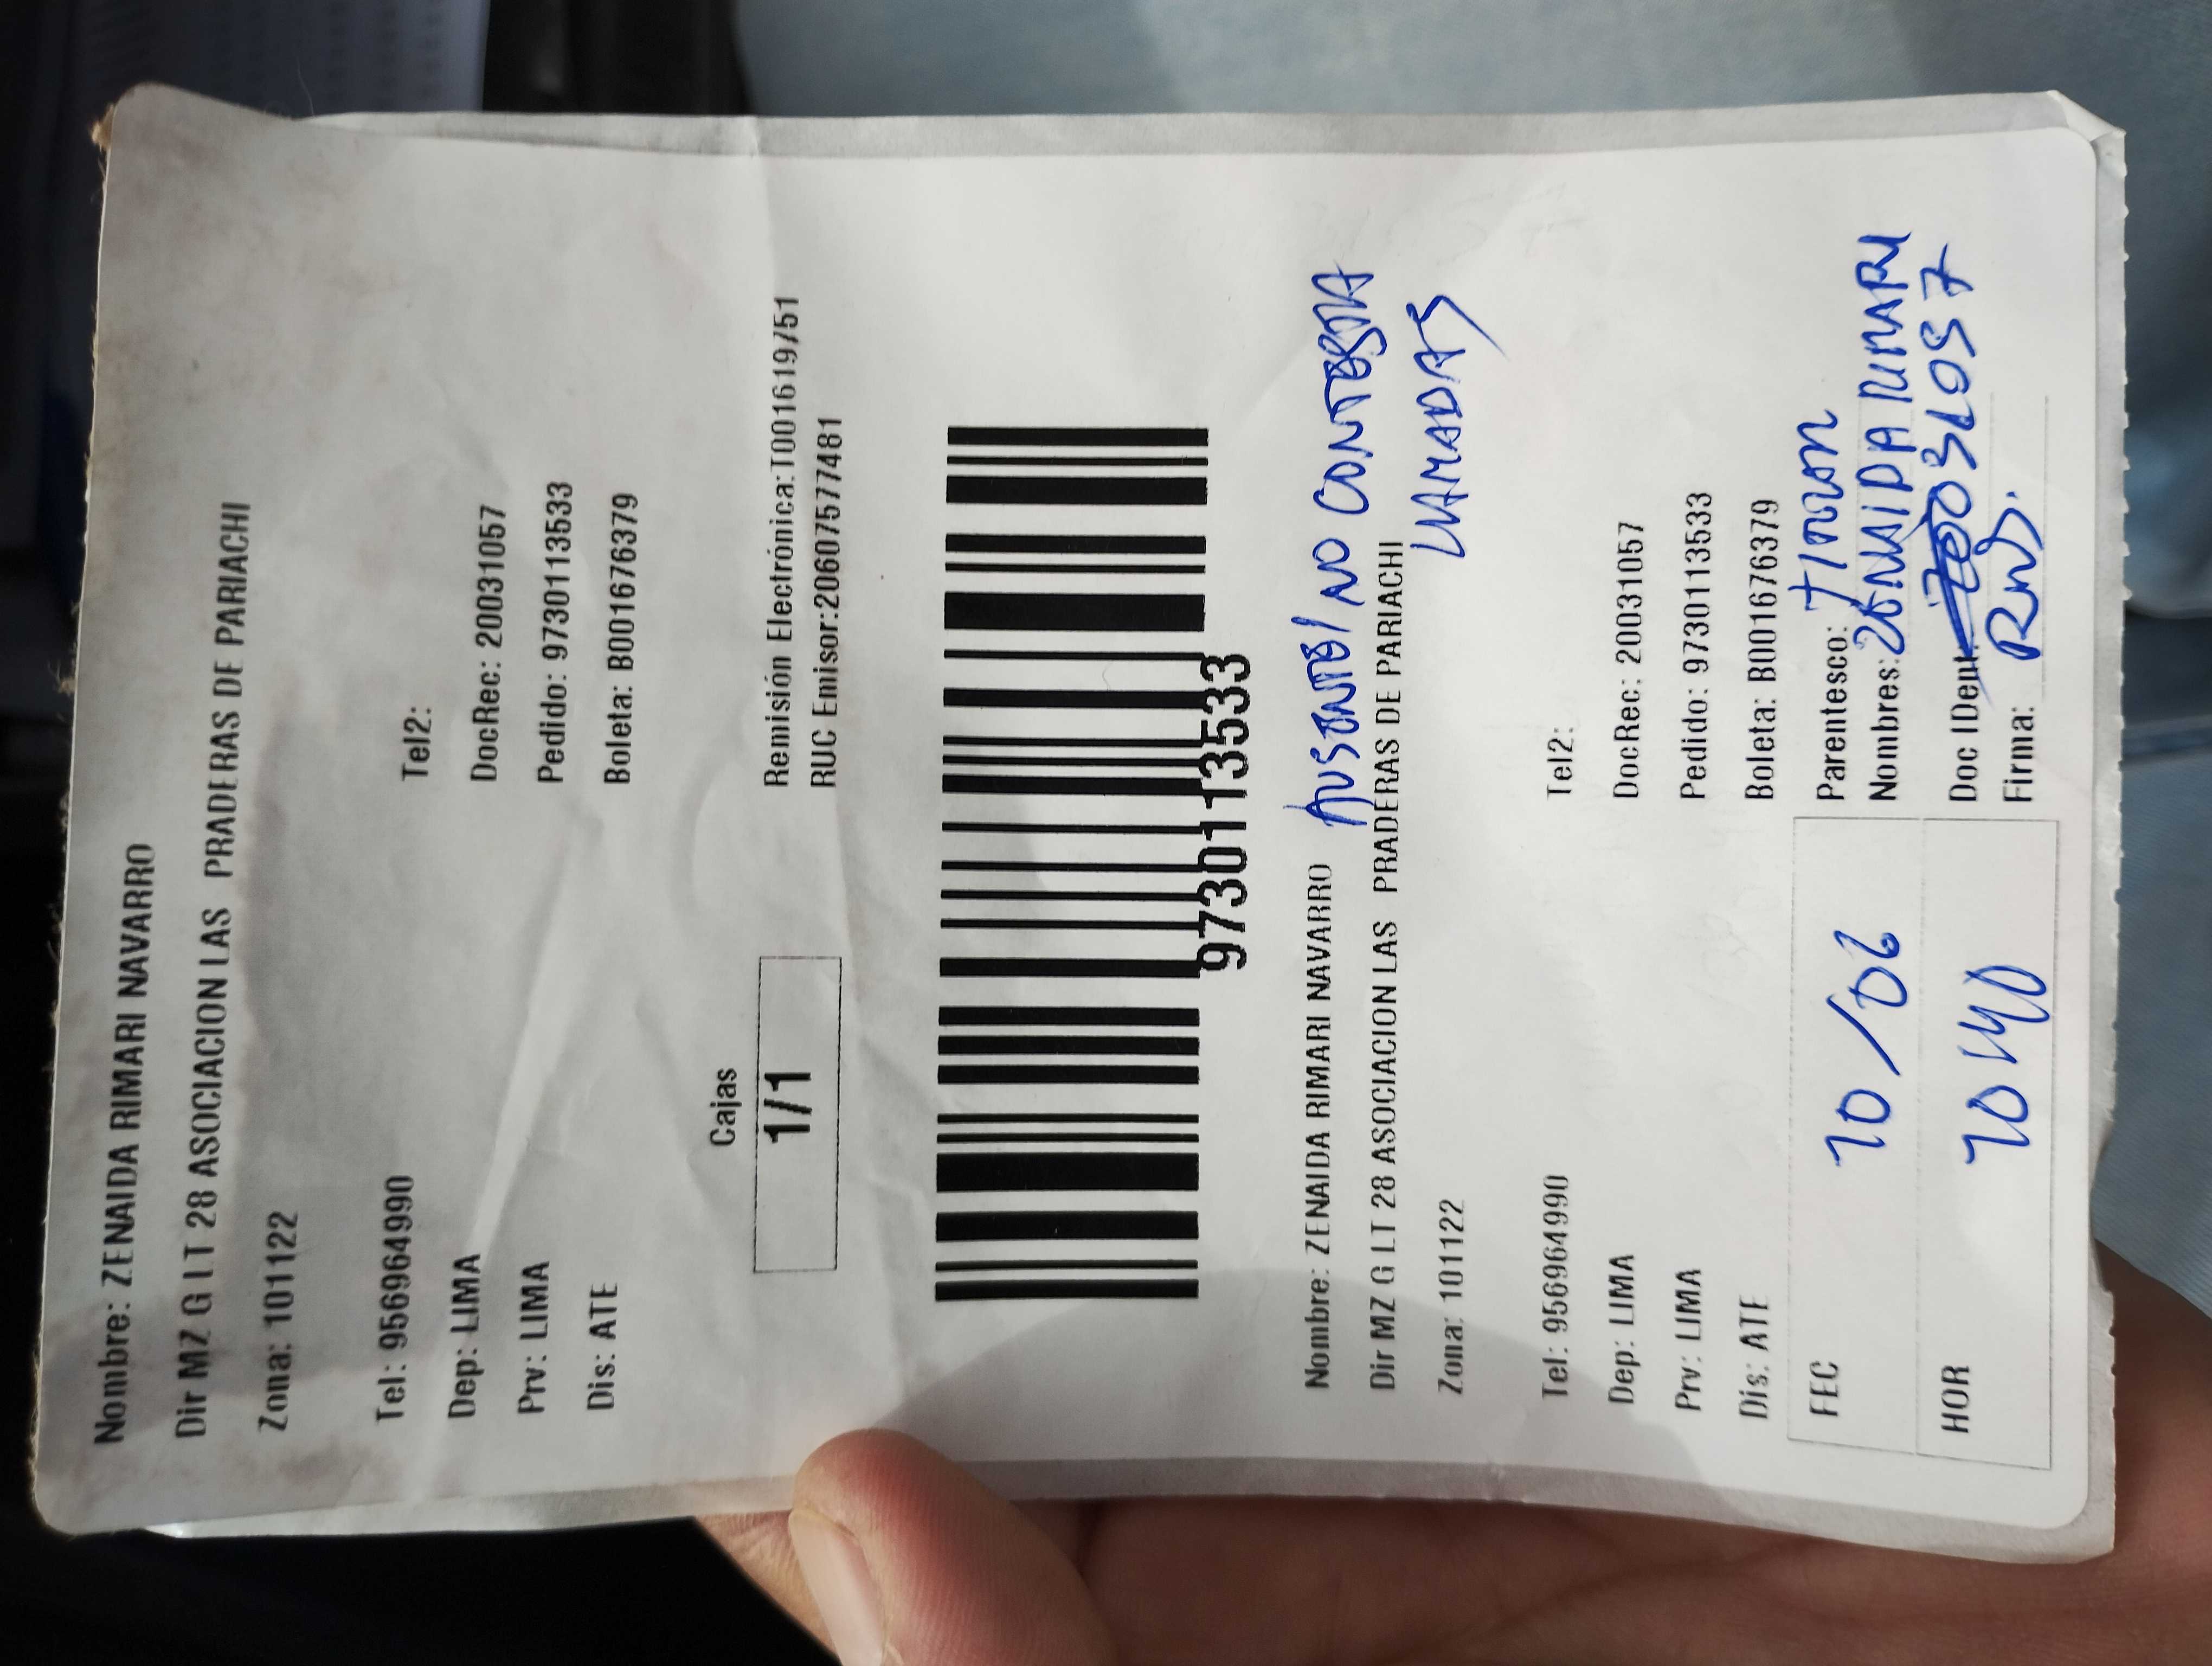 Nombre: ZENAIDA RIMARI NAVARRO
Dir MZ G LT 28 ASOCIACION LAS PRADERAS DE PARIACHI
Zona: 101122
Tel: 956964990 Tel2:
Dep: LIMA DocRec: 20031057
Prv: LIMA Pedido: 9730113533
Dis: ATE Boleta: B001676379
Cajas
1/1
Remisión Electrónica:T001619751
RUC Emisor:20607577481
9730113533
Nombre: ZENAIDA RIMARI NAVARRO AUSENTE/ NO CONTESTA
LLAMADAS
Dir MZ G LT 28 ASOCIACION LAS PRADERAS DE PARIACHI
Zona: 101122
Tel: 956964990 Tel2:
Dep: LIMA DocRec: 20031057
Prv: LIMA Pedido: 9730113533
Dis: ATE Boleta: B001676379
FEC 10/06
Parentesco:
Nombres: RIMARI
HOR 10 40
Doc IDent.
Firma: